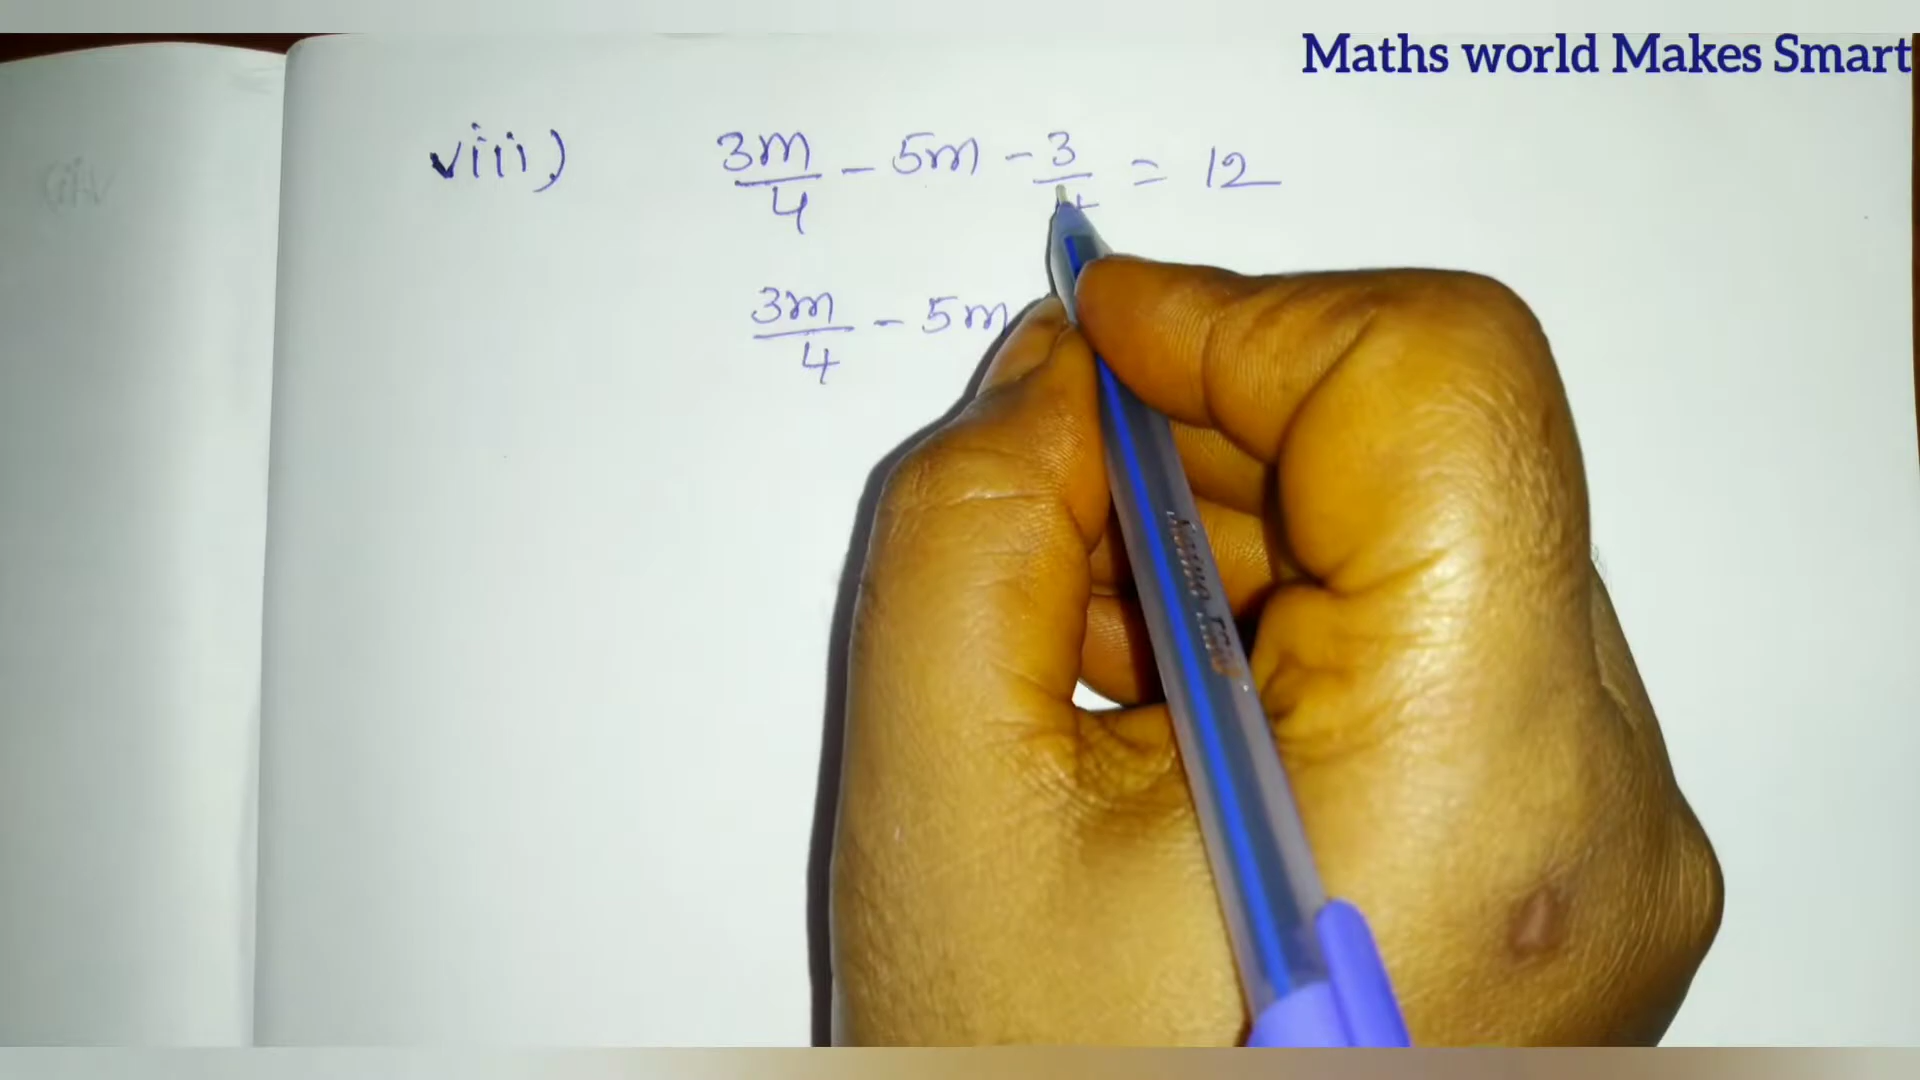 Maths world Makes Smart
viii) 3m/4 - 5m - 3/4 = 12
3m/4 - 5m